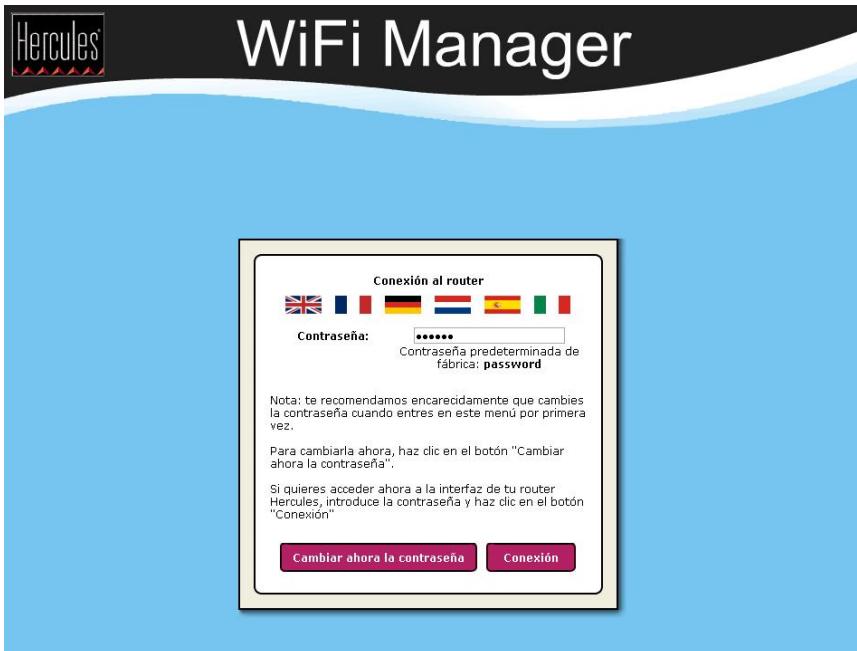 Hercules
WiFi Manager
Conexión al router
Contraseña:
••••••
Contraseña predeterminada de
fábrica: password
Nota: te recomendamos encarecidamente que cambies
la contraseña cuando entres en este menú por primera
vez.
Para cambiarla ahora, haz clic en el botón "Cambiar
ahora la contraseña".
Si quieres acceder ahora a la interfaz de tu router
Hercules, introduce la contraseña y haz clic en el botón
"Conexión"
Cambiar ahora la contraseña
Conexión